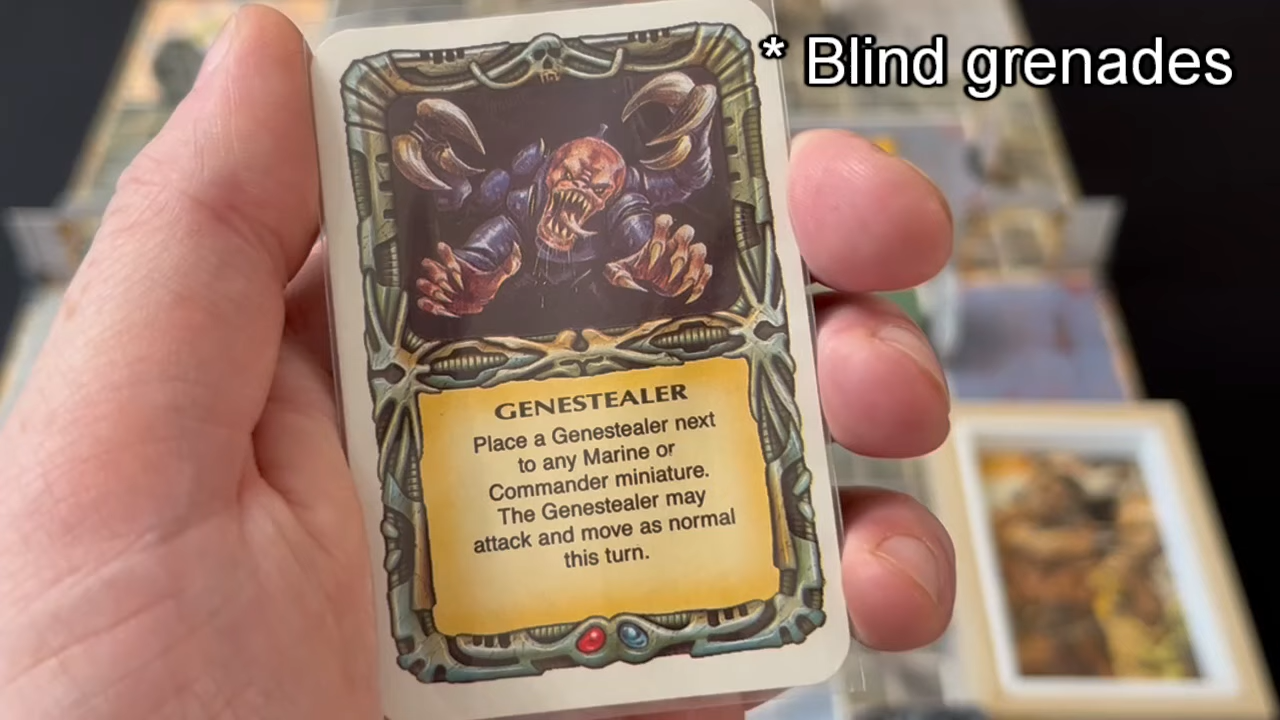 * Blind grenades
GENESTEALER
Place a Genestealer next
to any Marine or
Commander miniature.
The Genestealer may
attack and move as normal
this turn.